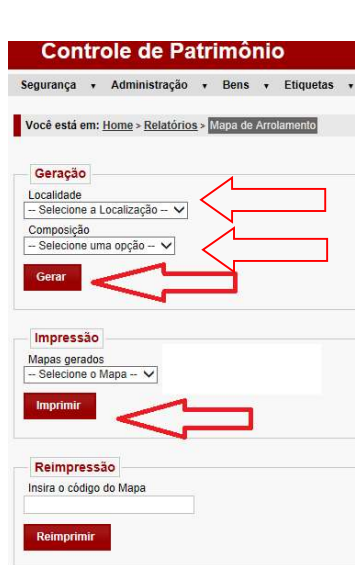 Controle de Patrimônio
Segurança ▾ Administração ▾ Bens ▾ Etiquetas ▾
Você está em: Home > Relatórios > Mapa de Arrolamento
Geração
Localidade
-- Selecione a Localização --
Composição
-- Selecione uma opção --
Gerar
Impressão
Mapas gerados
-- Selecione o Mapa --
Imprimir
Reimpressão
Insira o código do Mapa
Reimprimir